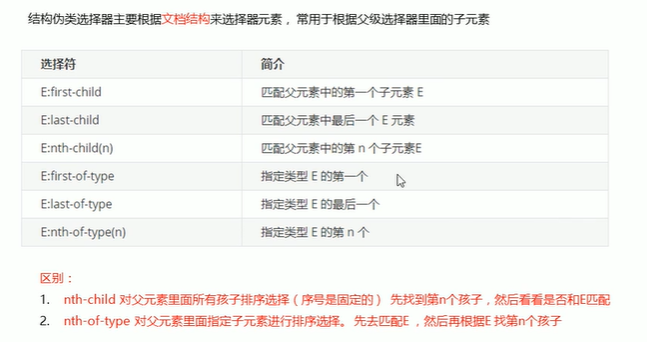 结构伪类选择器主要根据文档结构来选择器元素，常用于根据父级选择器里面的子元素
选择符 简介
E:first-child 匹配父元素中的第一个子元素 E
E:last-child 匹配父元素中最后一个 E 元素
E:nth-child(n) 匹配父元素中的第 n 个子元素E
E:first-of-type 指定类型 E 的第一个
E:last-of-type 指定类型 E 的最后一个
E:nth-of-type(n) 指定类型 E 的第 n 个
区别：
1. nth-child 对父元素里面所有孩子排序选择（序号是固定的） 先找到第n个孩子，然后看看是否和E匹配
2. nth-of-type 对父元素里面指定子元素进行排序选择。 先去匹配E ，然后再根据E 找第n个孩子